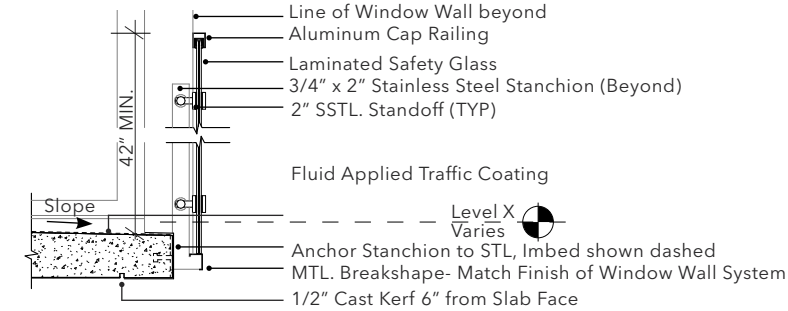 Line of Window Wall beyond
Aluminum Cap Railing
Laminated Safety Glass
3/4” x 2” Stainless Steel Stanchion (Beyond)
2” SSTL. Standoff (TYP)
42” MIN.
Fluid Applied Traffic Coating
Slope
Level X
Varies
Anchor Stanchion to STL, Imbed shown dashed
MTL. Breakshape- Match Finish of Window Wall System
1/2” Cast Kerf 6” from Slab Face